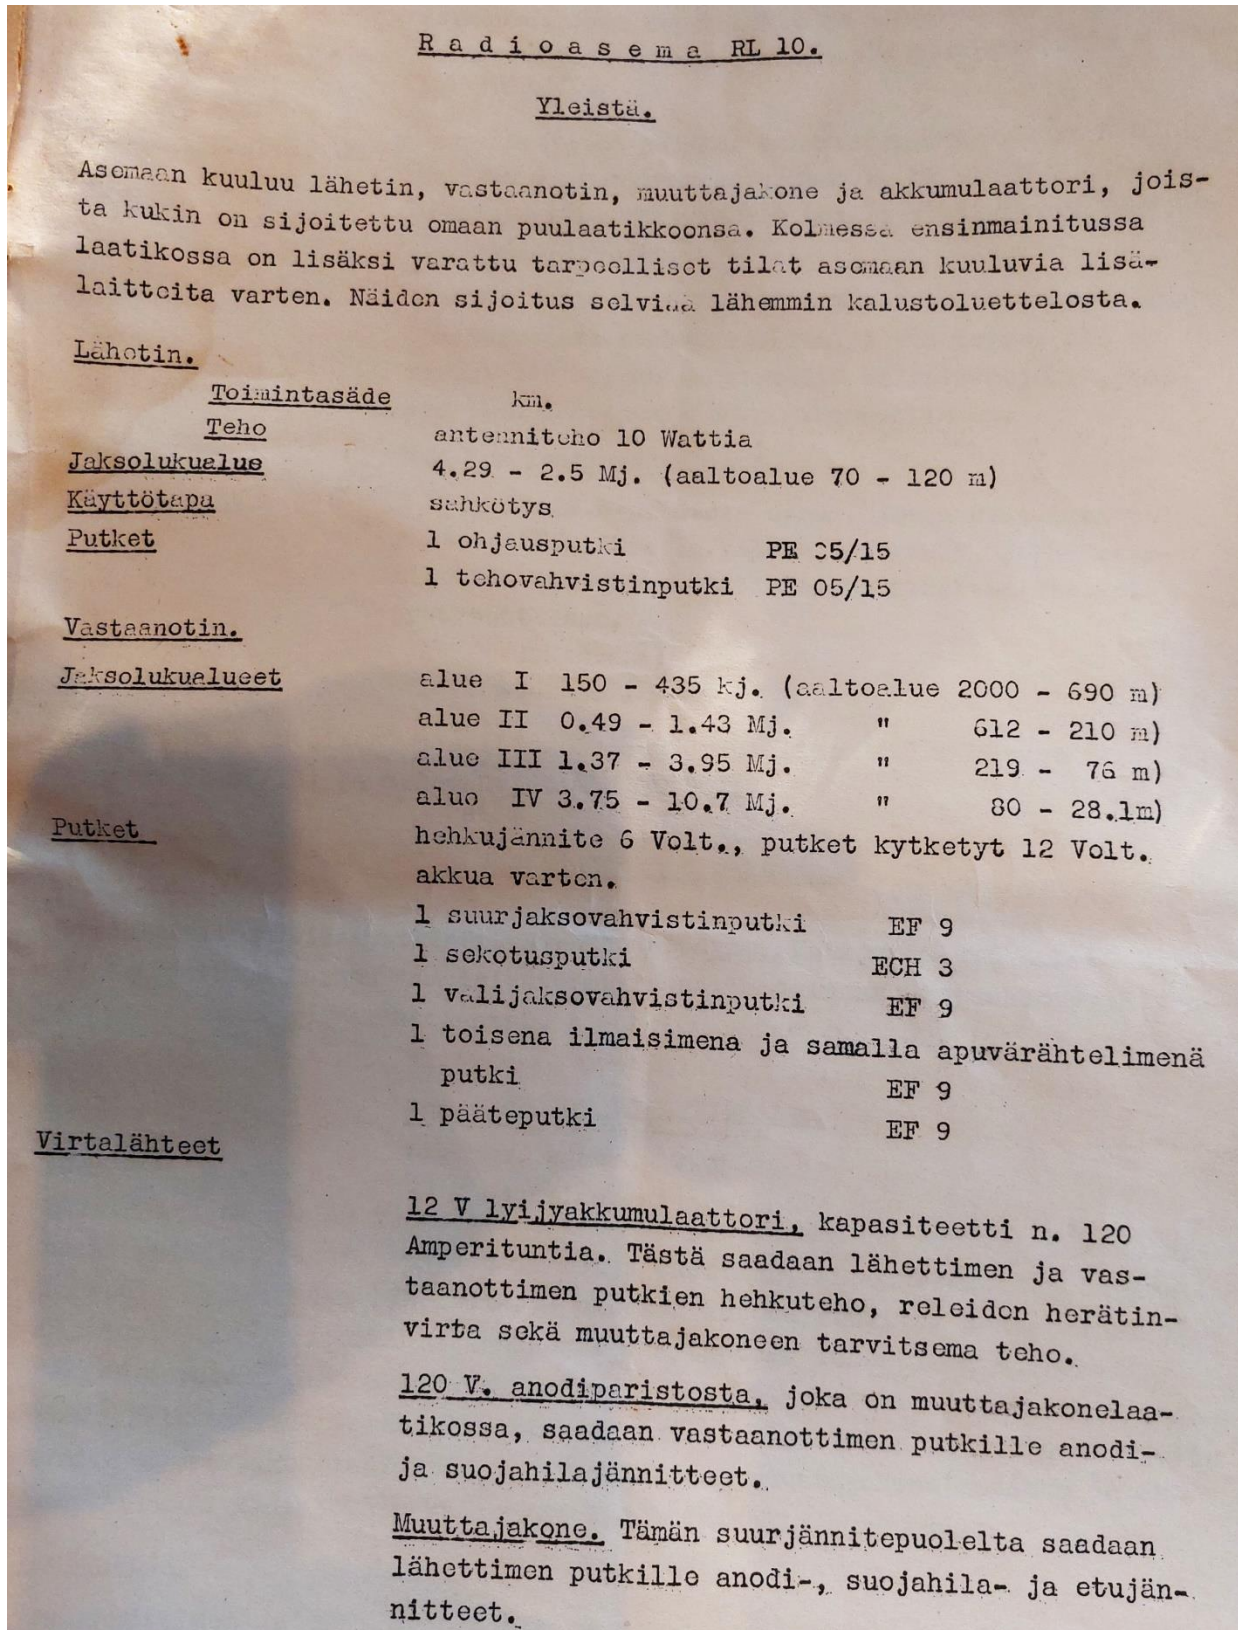 Radioasema RL 10.
Yleistä.
Asemaan kuuluu lähetin, vastaanotin, muuttajakone ja akkumulaattori, jois-
ta kukin on sijoitettu omaan puulaatikkoonsa. Kolmessa ensinmainitussa
laatikossa on lisäksi varattu tarpeelliset tilat asemaan kuuluvia lisä-
laitteita varten. Näiden sijoitus selviää lähemmin kalustoluettelosta.
Lähetin.
Toimintasäde km.
Teho antenniteho 10 Wattia
Jaksolukualue 4.29 - 2.5 Mj. (aaltoalue 70 - 120 m)
Käyttötapa sähkötys
Putket 1 ohjausputki PE 05/15
1 tehovahvistinputki PE 05/15
Vastaanotin.
Jaksolukualueet alue I 150 - 435 kj. (aaltoalue 2000 - 690 m)
alue II 0.49 - 1.43 Mj. " 612 - 210 m)
alue III 1.37 - 3.95 Mj. " 219 - 76 m)
alue IV 3.75 - 10.7 Mj. " 80 - 28.1m)
Putket hehkujännite 6 Volt., putket kytketyt 12 Volt.
akkua varten.
1 suurjaksovahvistinputki EF 9
1 sekotusputki ECH 3
1 välijaksovahvistinputki EF 9
1 toisena ilmaisimena ja samalla apuvärähtelimenä
putki EF 9
1 pääteputki EF 9
Virtalähteet
12 V lyijyakkumulaattori, kapasiteetti n. 120
Amperituntia. Tästä saadaan lähettimen ja vas-
taanottimen putkien hehkuteho, releiden herätin-
virta sekä muuttajakoneen tarvitsema teho.
120 V. anodiparistosta, joka on muuttajakonelaa-
tikossa, saadaan vastaanottimen putkille anodi-
ja suojahilajännitteet.
Muuttajakone. Tämän suurjännitepuolelta saadaan
lähettimen putkille anodi-, suojahila- ja etujän-
nitteet.